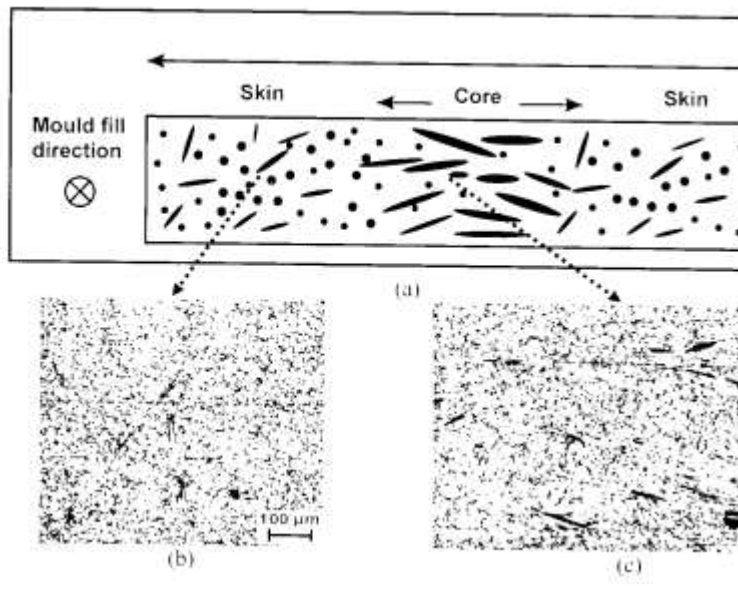 Skin
Core
Skin
Mould fill
direction
(a)
100 µm
(b)
(c)